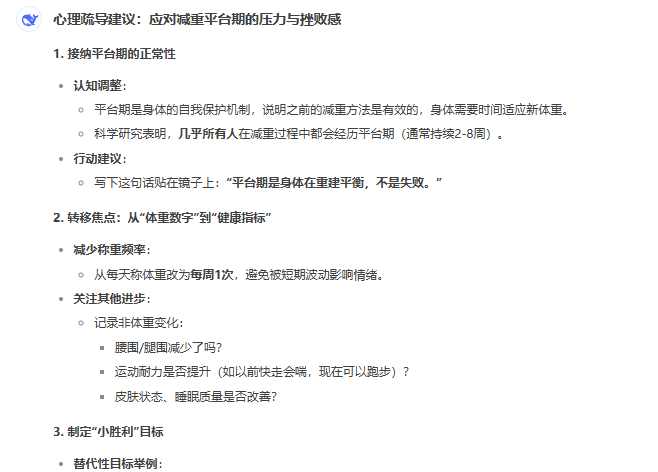 心理疏导建议：应对减重平台期的压力与挫败感
1. 接纳平台期的正常性
认知调整：
平台期是身体的自我保护机制，说明之前的减重方法是有效的，身体需要时间适应新体重。
科学研究表明，几乎所有人在减重过程中都会经历平台期（通常持续2-8周）。
行动建议：
写下这句话贴在镜子上：“平台期是身体在重建平衡，不是失败。”
2. 转移焦点：从“体重数字”到“健康指标”
减少称重频率：
从每天称体重改为每周1次，避免被短期波动影响情绪。
关注其他进步：
记录非体重变化：
腰围/腿围减少了吗？
运动耐力是否提升（如以前快走会喘，现在可以跑步）？
皮肤状态、睡眠质量是否改善？
3. 制定“小胜利”目标
替代性目标举例：